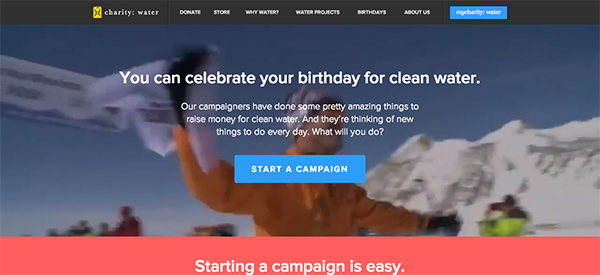 charity: water DONATE STORE WHY WATER? WATER PROJECTS BIRTHDAYS ABOUT US mycharity: water
You can celebrate your birthday for clean water.
Our campaigners have done some pretty amazing things to
raise money for clean water. And they're thinking of new
things to do every day. What will you do?
START A CAMPAIGN
Starting a campaign is easy.